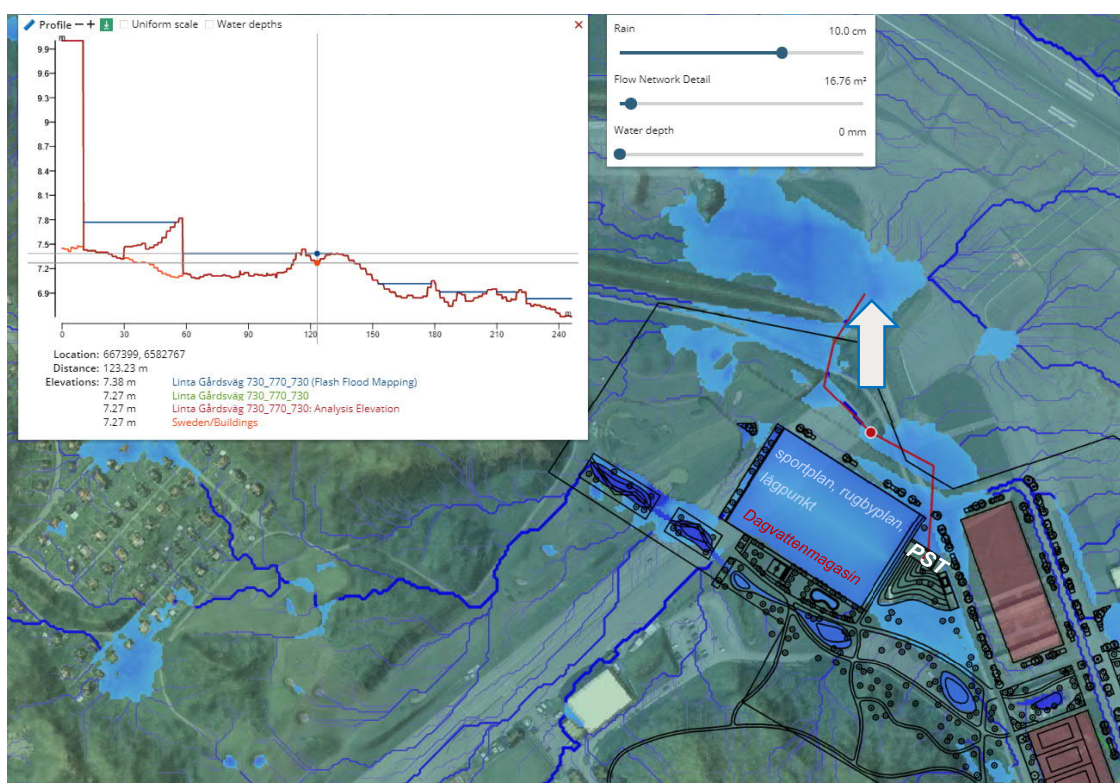 Profile
Uniform scale
Water depths
m
9.9
9.6
9.3
9
8.7
8.4
8.1
7.8
7.5
7.2
6.9
0
30
60
90
120
150
180
210
240
m
Location: 667399, 6582767
Distance: 123.23 m
Elevations: 7.38 m Linta Gårdsväg 730_770_730 (Flash Flood Mapping)
7.27 m Linta Gårdsväg 730_770_730
7.27 m Linta Gårdsväg 730_770_730: Analysis Elevation
7.27 m Sweden/Buildings
Rain 10.0 cm
Flow Network Detail 16.76 m²
Water depth 0 mm
sportplan, rugbyplan,
lågpunkt
Dagvattenmagasin
PST